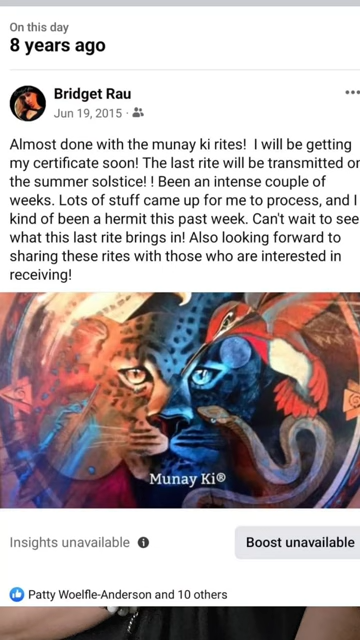 On this day
8 years ago
Bridget Rau
Jun 19, 2015 ·
Almost done with the munay ki rites!  I will be getting
my certificate soon! The last rite will be transmitted or
the summer solstice! ! Been an intense couple of
weeks. Lots of stuff came up for me to process, and I
kind of been a hermit this past week. Can't wait to see
what this last rite brings in! Also looking forward to
sharing these rites with those who are interested in
receiving!
Munay Ki®
Insights unavailable
Boost unavailable
Patty Woelfle-Anderson and 10 others